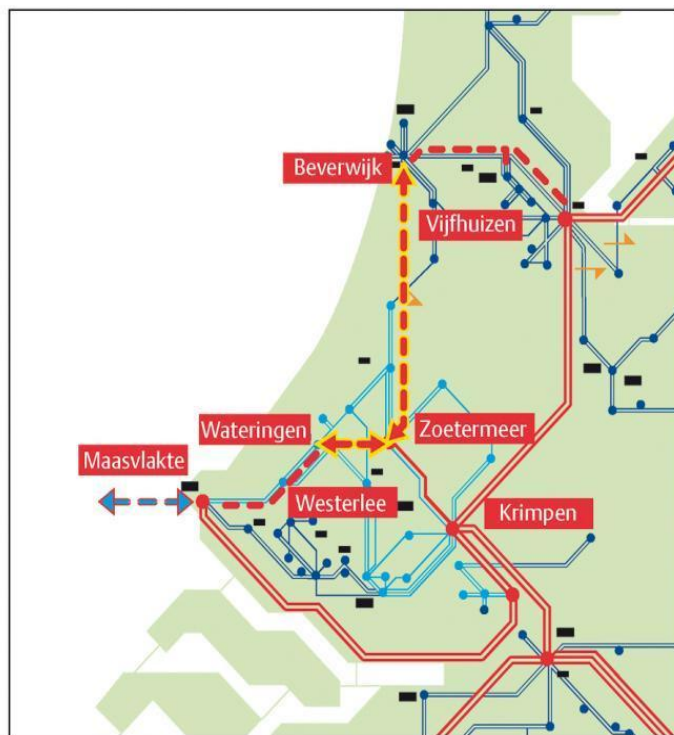 Beverwijk
Vijfhuizen
Wateringen
Zoetermeer
Maasvlakte
Westerlee
Krimpen